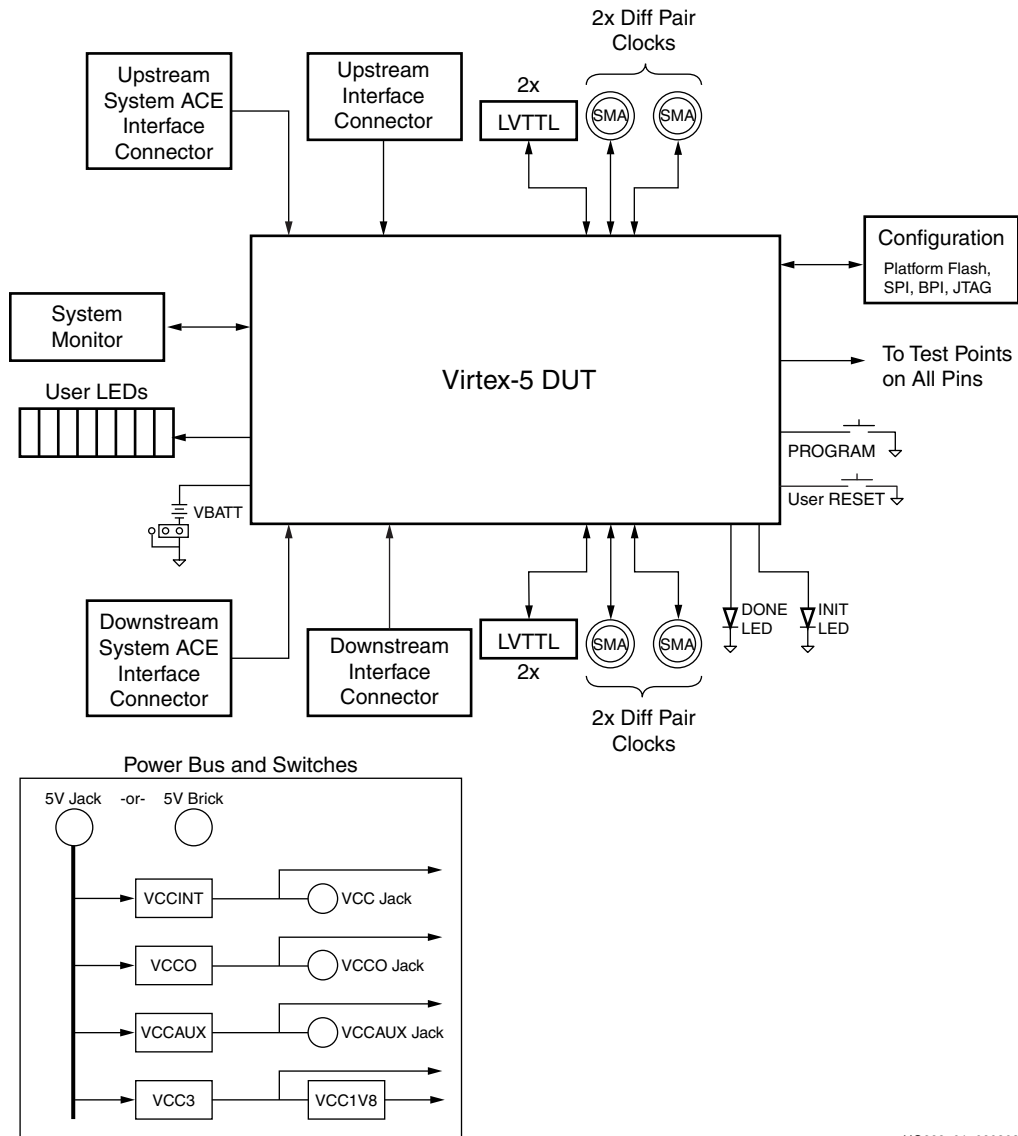 2x Diff Pair
Clocks
Upstream
System ACE
Interface
Connector
Upstream
Interface
Connector
2x
LVTTL
SMA
SMA
Configuration
Platform Flash,
SPI, BPI, JTAG
System
Monitor
Virtex-5 DUT
To Test Points
on All Pins
User LEDs
PROGRAM
User RESET
VBATT
Downstream
System ACE
Interface
Connector
Downstream
Interface
Connector
LVTTL
2x
SMA
SMA
DONE
LED
INIT
LED
2x Diff Pair
Clocks
Power Bus and Switches
5V Jack -or- 5V Brick
VCCINT
VCC Jack
VCCO
VCCO Jack
VCCAUX
VCCAUX Jack
VCC3
VCC1V8